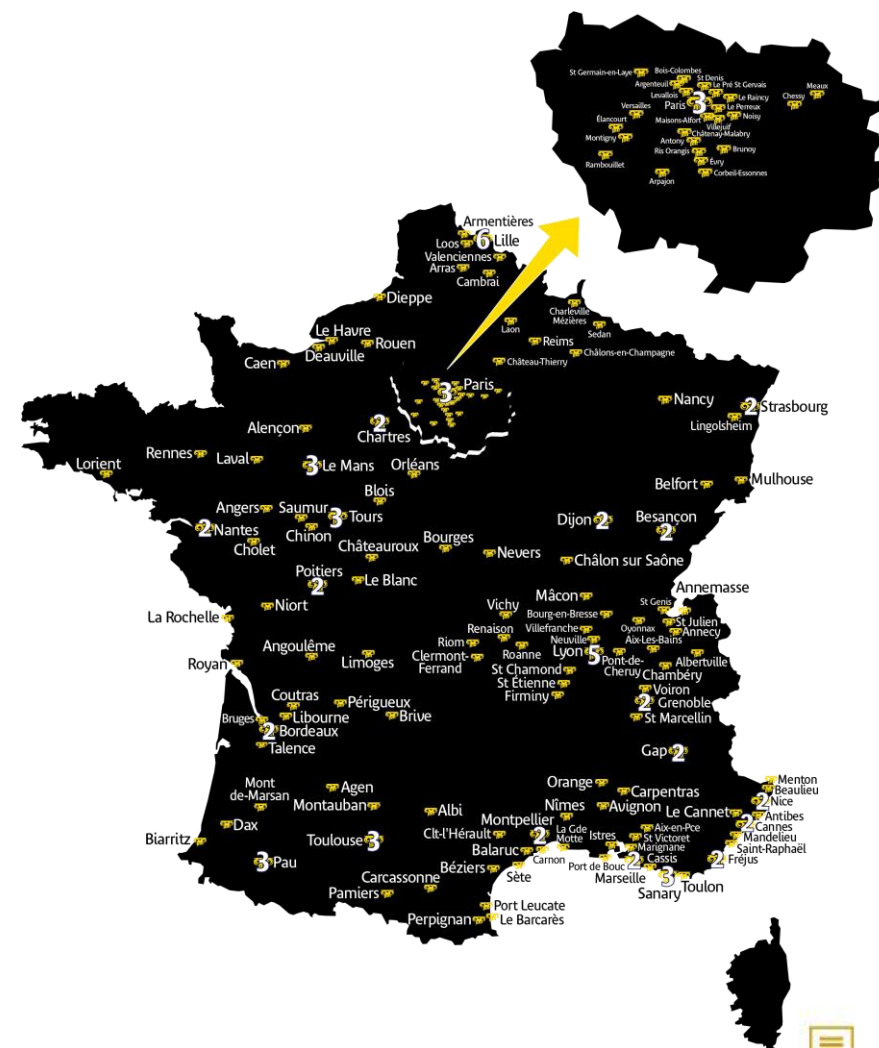 St Germain-en-Laye
Bois-Colombes
St Denis
Argenteuil
Le Pré St Gervais
Levallois
Le Raincy
Chessy
Meaux
Paris
3
Le Perreux
Versailles
Maisons-Alfort
Villejuif
Noisy
Élancourt
Châtenay-Malabry
Montigny
Antony
Brunoy
Rambouillet
Ris Orangis
Évry
Arpajon
Corbeil-Essonnes
Armentières
Loos
6
Lille
Valenciennes
Arras
Cambrai
Dieppe
Charleville
Mézières
Laon
Sedan
Le Havre
Rouen
Reims
Deauville
Caen
Château-Thierry
Châlons-en-Champagne
3
Paris
Nancy
2
Strasbourg
Lingolsheim
Alençon
2
Chartres
Rennes
Laval
3
Le Mans
Orléans
Lorient
Belfort
Mulhouse
Blois
Angers
Saumur
3
Tours
Dijon
2
Besançon
2
2
Nantes
Chinon
Cholet
Châteauroux
Bourges
Nevers
Châlon sur Saône
Poitiers
2
Le Blanc
Annemasse
Mâcon
Niort
La Rochelle
Vichy
Bourg-en-Bresse
St Genis
St Julien
Renaison
Villefranche
Oyonnax
Annecy
Riom
Neuville
Aix-Les-Bains
Angoulême
Limoges
Clermont-
Ferrand
Roanne
Lyon
5
Pont-de-
Cheruy
Albertville
Chambéry
Royan
St Chamond
St Étienne
Firminy
Voiron
2
Grenoble
St Marcellin
Coutras
Périgueux
Brive
Bruges
Libourne
2
Bordeaux
Talence
Gap
2
Mont
de-Marsan
Agen
Montauban
Albi
Orange
Carpentras
Avignon
Nîmes
Menton
Beaulieu
2
Nice
Le Cannet
Antibes
2
Cannes
Mandelieu
Saint-Raphaël
2
Fréjus
Dax
Biarritz
Toulouse
3
3
Pau
Montpellier
2
Clt-l'Hérault
La Gde
Motte
Istres
Aix-en-Pce
St Victoret
Marignane
Balaruc
Carnon
Port de Bouc
2
Cassis
Marseille
3
Sanary
Toulon
Béziers
Sète
Carcassonne
Pamiers
Port Leucate
Perpignan
Le Barcarès